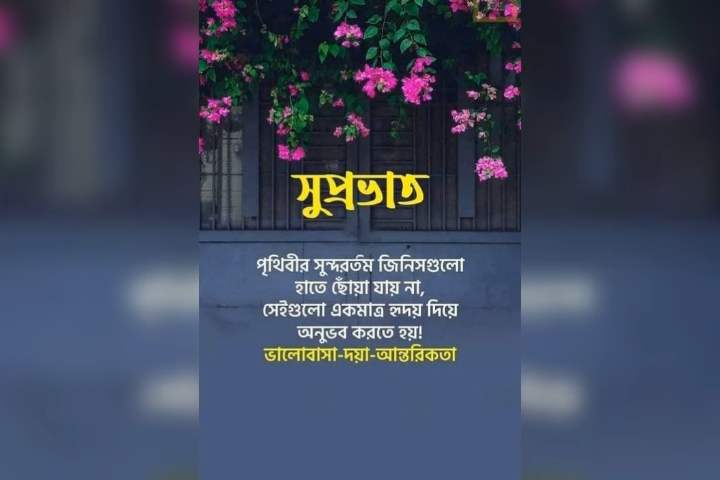 সুপ্রভাত
পৃথিবীর সুন্দরতম জিনিসগুলো
হাতে ছোঁয়া যায় না,
সেইগুলো একমাত্র হৃদয় দিয়ে
অনুভব করতে হয়!
ভালোবাসা-দয়া-আন্তরিকতা